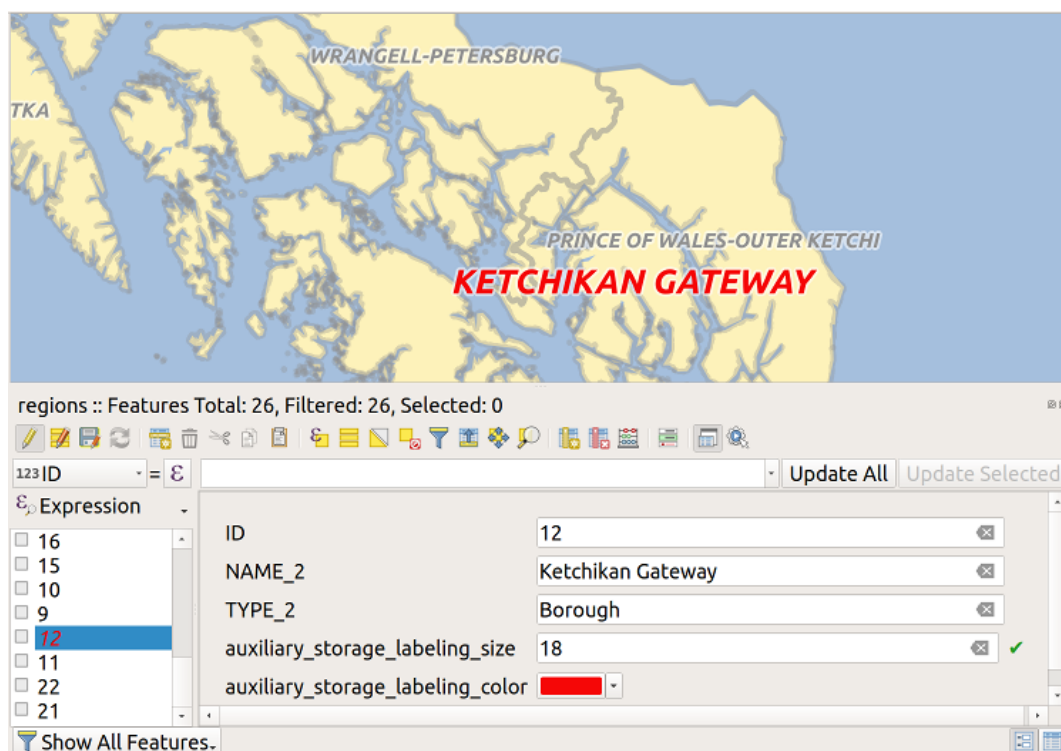 WRANGELL-PETERSBURG
TKA
PRINCE OF WALES-OUTER KETCHI
KETCHIKAN GATEWAY
regions :: Features Total: 26, Filtered: 26, Selected: 0
123 ID = ε Update All Update Selected
Expression
16
15
10
9
12
11
22
21
ID 12
NAME_2 Ketchikan Gateway
TYPE_2 Borough
auxiliary_storage_labeling_size 18
auxiliary_storage_labeling_color
Show All Features